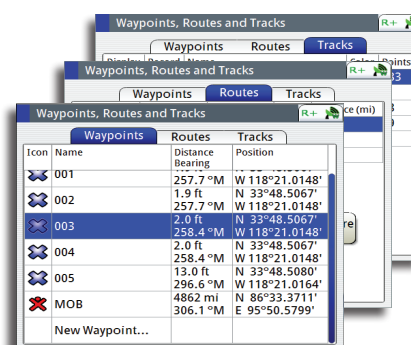 Waypoints, Routes and Tracks R+
Waypoints Routes Tracks
Points
Waypoints, Routes and Tracks R+
Waypoints Routes Tracks
(mi)
Waypoints, Routes and Tracks R+
Waypoints Routes Tracks
Icon Name Distance Bearing Position
001 257.7 °M W 118°21.0148'
002 1.9 ft N 33°48.5067'
257.7 °M W 118°21.0148'
003 2.0 ft N 33°48.5067'
258.4 °M W 118°21.0148'
004 2.0 ft N 33°48.5067'
258.4 °M W 118°21.0148'
005 13.0 ft N 33°48.5080'
296.6 °M W 118°21.0164'
MOB 4862 mi N 86°33.3711'
306.1 °M E 95°50.5799'
New Waypoint...